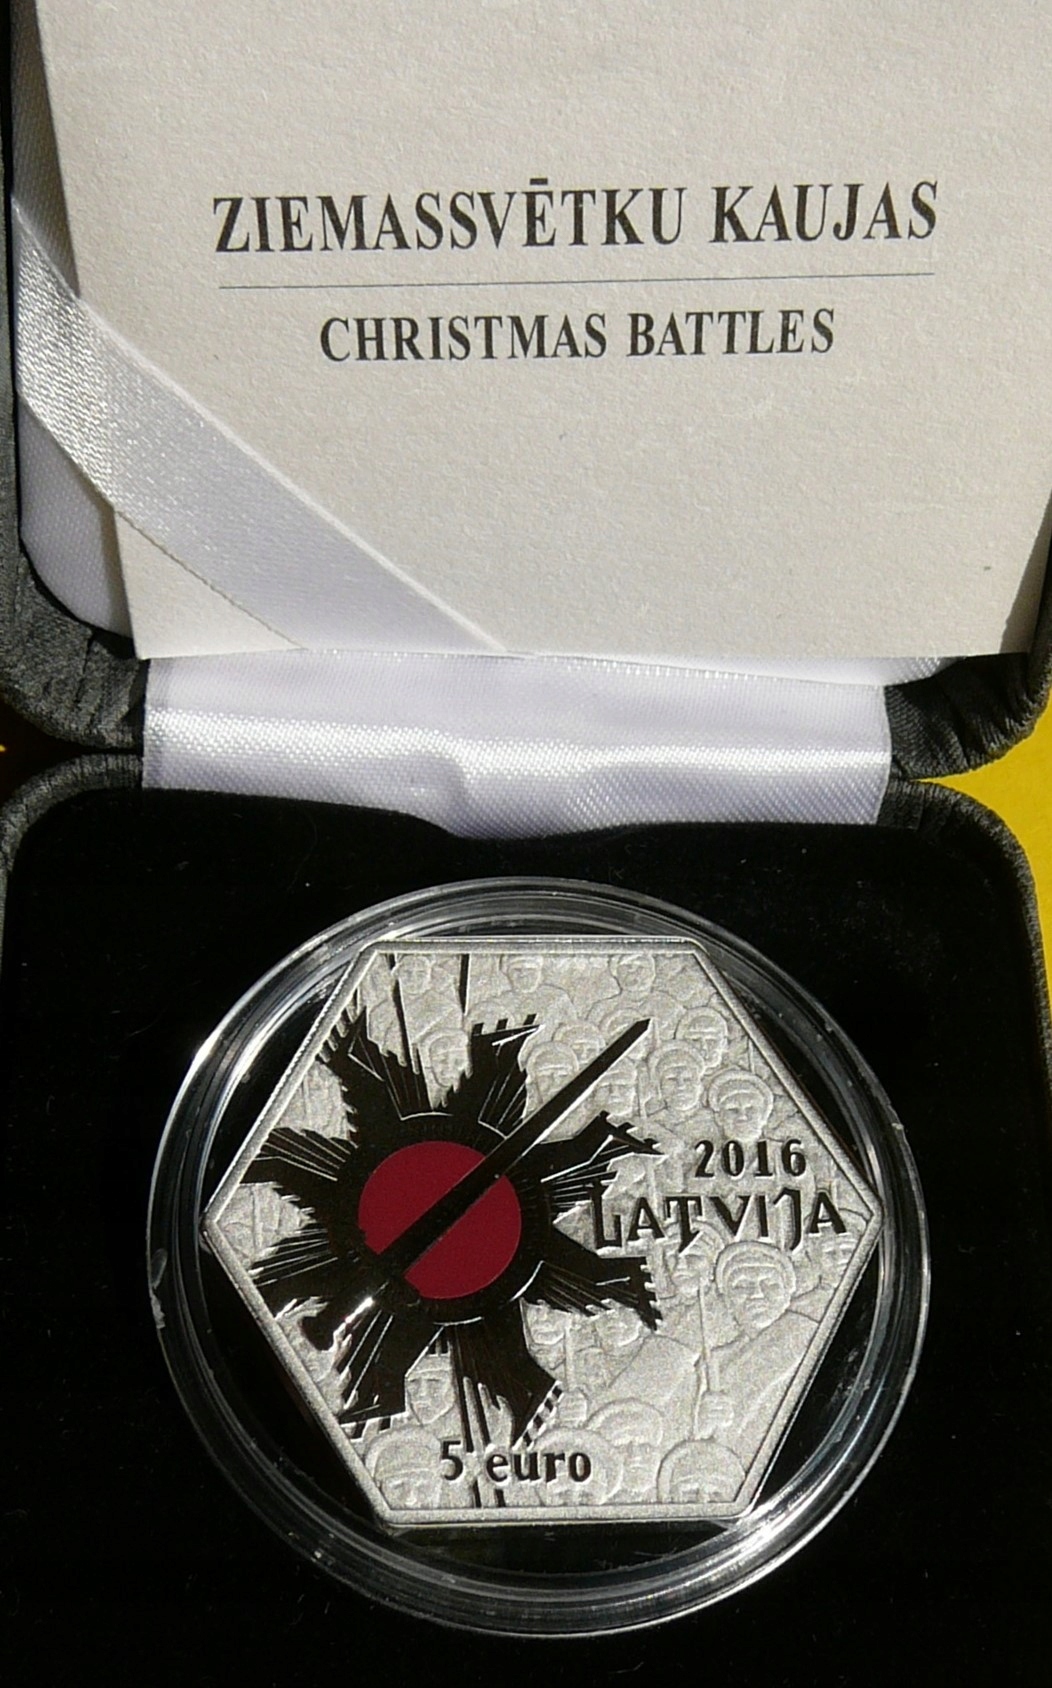 ZIEMASSVĒTKU KAUJAS
CHRISTMAS BATTLES
2016
LATVIJA
5 euro